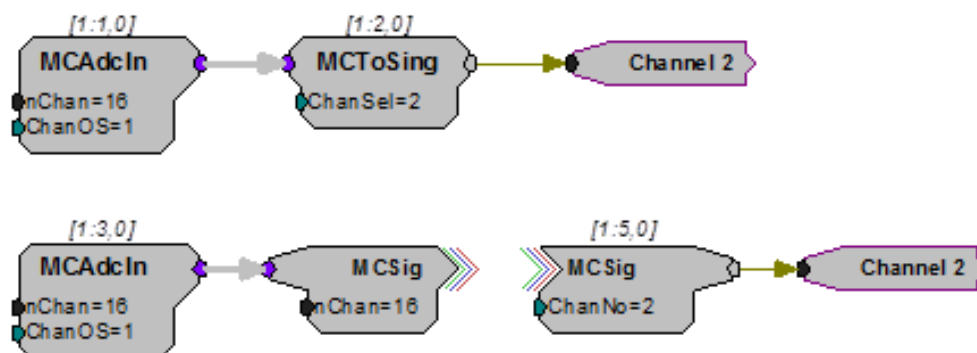 [1:1,0] [1:2,0]
MCAdcIn MCToSing Channel 2
nChan=16 ChanSel=2
ChanOS=1
[1:3,0] [1:5,0]
MCAdcIn MCSig MCSig Channel 2
nChan=16 nChan=16 ChanNo=2
ChanOS=1